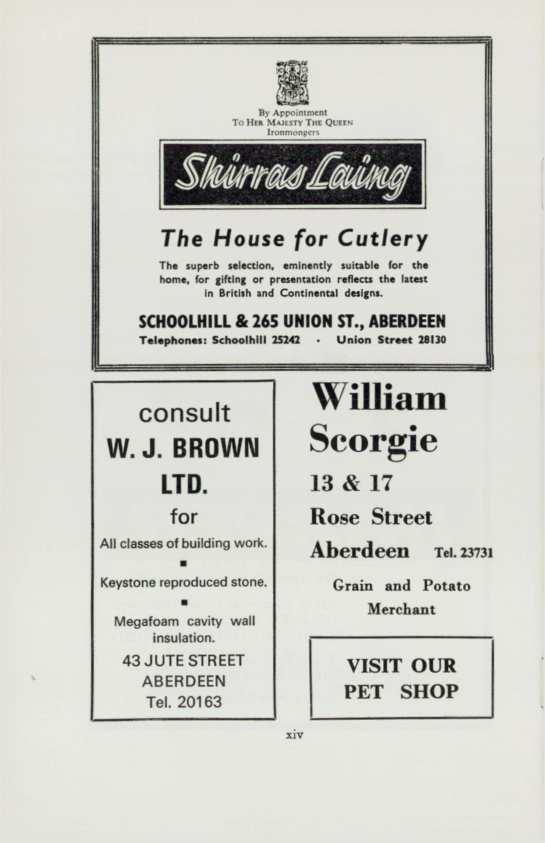 By Appointment
To Her Majesty The Queen
Ironmongers
Shirras Laing
The House for Cutlery
The superb selection, eminently suitable for the
home, for gifting or presentation reflects the latest
in British and Continental designs.
SCHOOLHILL & 265 UNION ST., ABERDEEN
Telephones: Schoolhill 25242 · Union Street 28130
consult
W. J. BROWN
LTD.
for
All classes of building work.
■
Keystone reproduced stone.
■
Megafoam cavity wall
insulation.
43 JUTE STREET
ABERDEEN
Tel. 20163
William
Scorgie
13 & 17
Rose Street
Aberdeen Tel. 23731
Grain and Potato
Merchant
VISIT OUR
PET SHOP
xiv